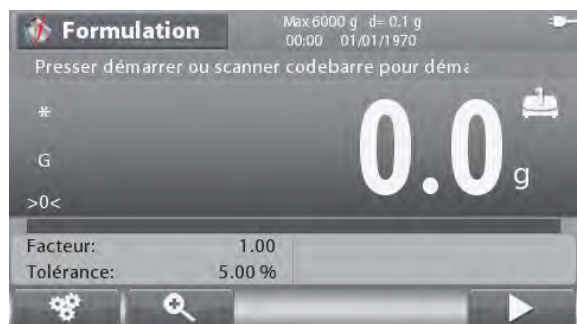 Formulation
Max 6000 g d= 0.1 g
00:00 01/01/1970
Presser démarrer ou scanner codebarre pour déma
*
G
>0<
0.0 g
1
Facteur: 1.00
Tolérance: 5.00 %